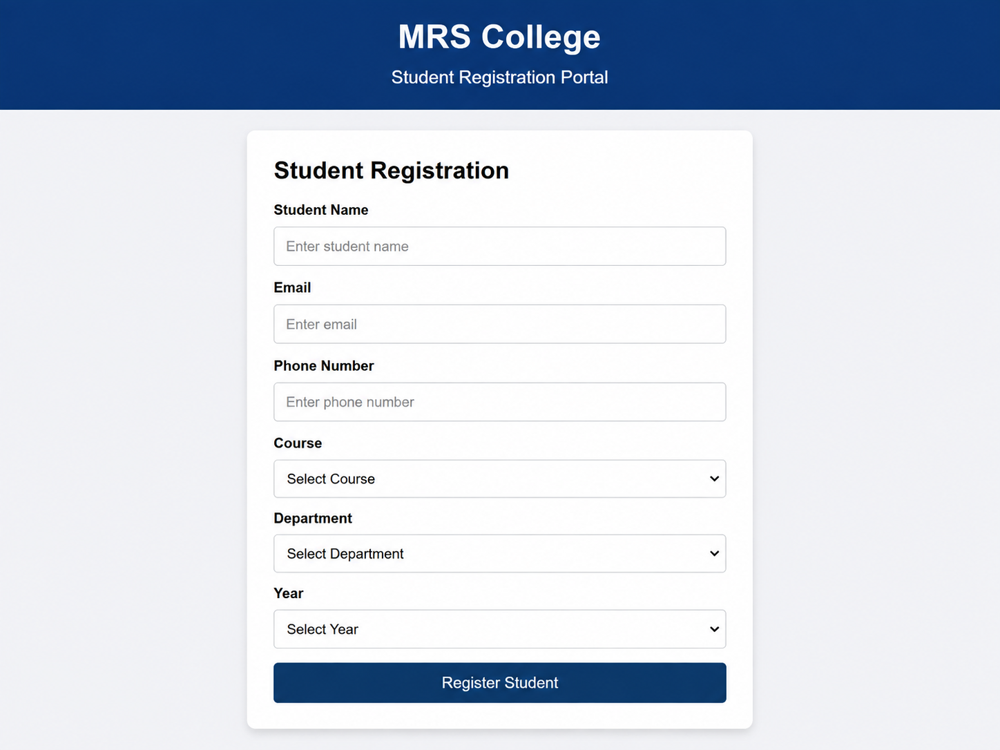 MRS College
Student Registration Portal
Student Registration
Student Name
Enter student name
Email
Enter email
Phone Number
Enter phone number
Course
Select Course
Department
Select Department
Year
Select Year
Register Student